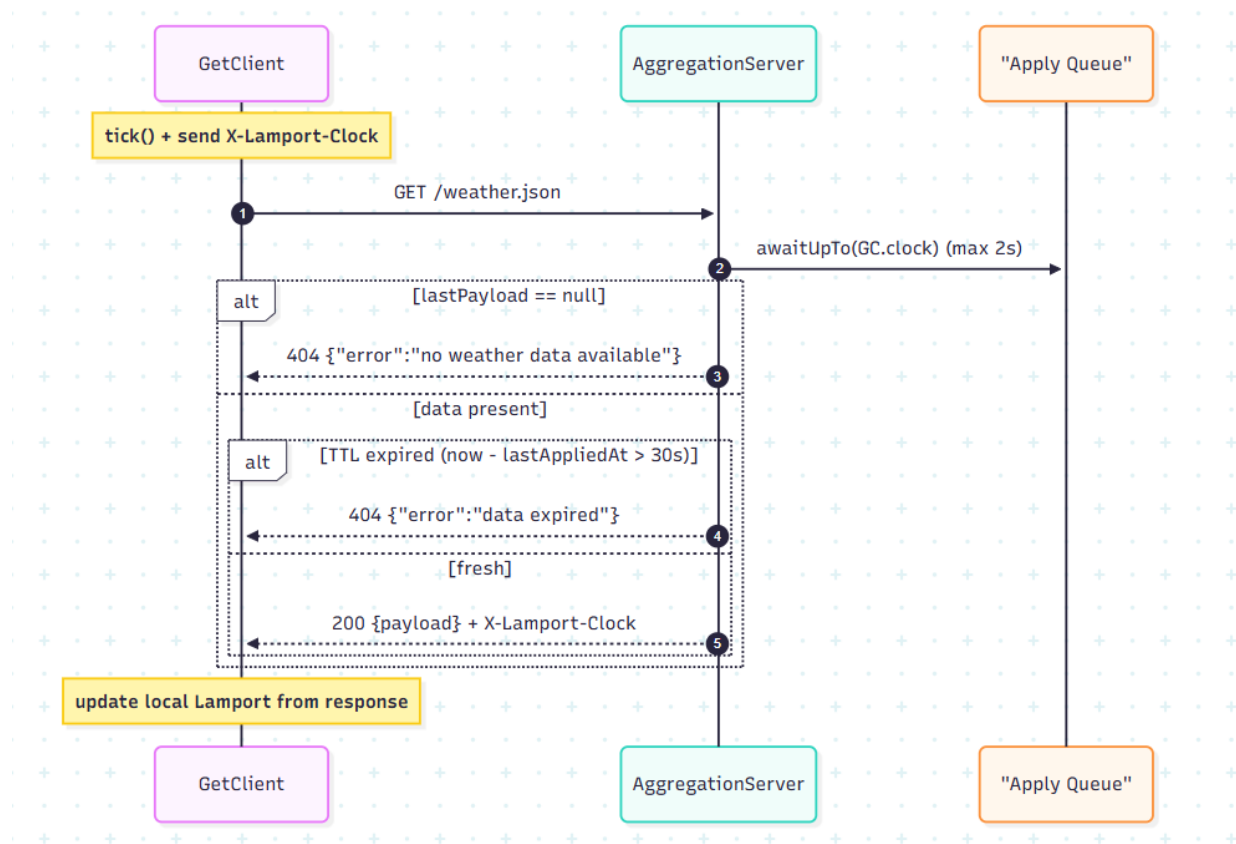 GetClient
AggregationServer
"Apply Queue"
tick() + send X-Lamport-Clock
GET /weather.json
1
awaitUpTo(GC.clock) (max 2s)
2
alt
[lastPayload == null]
404 {"error":"no weather data available"}
3
[data present]
alt
[TTL expired (now - lastAppliedAt > 30s)]
404 {"error":"data expired"}
4
[fresh]
200 {payload} + X-Lamport-Clock
5
update local Lamport from response
GetClient
AggregationServer
"Apply Queue"